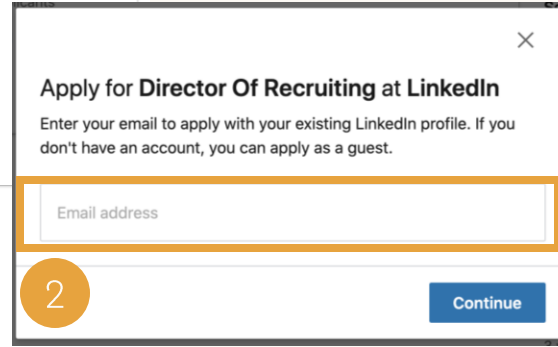 Apply for Director Of Recruiting at LinkedIn
Enter your email to apply with your existing LinkedIn profile. If you
don't have an account, you can apply as a guest.
Email address
2
Continue